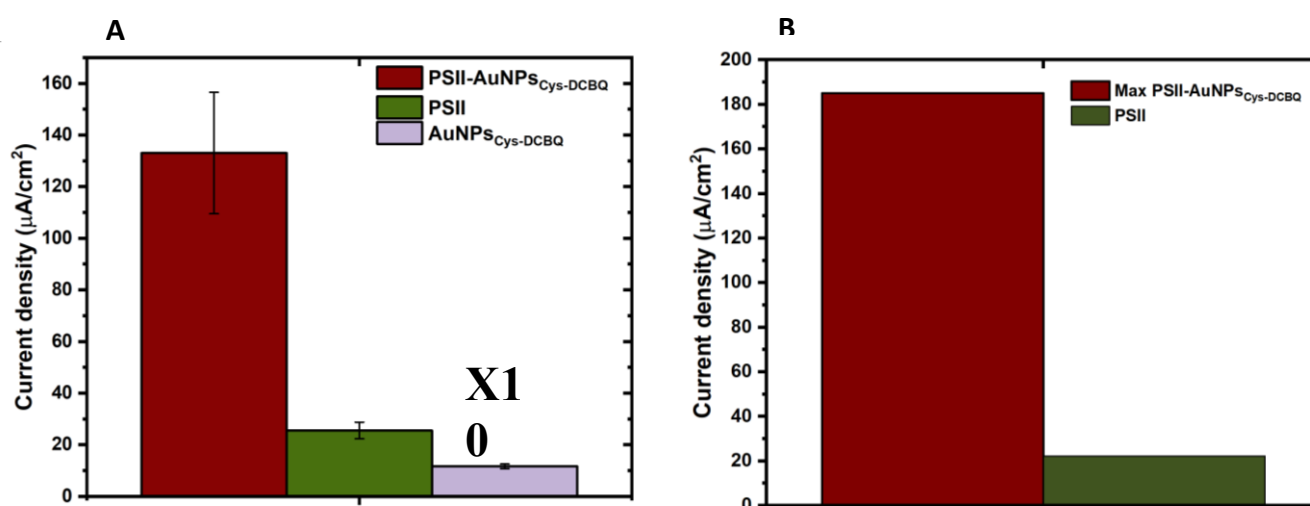 A
Current density (μA/cm²)
160
140
120
100
80
60
40
20
0
PSII-AuNPsCys-DCBQ
PSII
AuNPsCys-DCBQ
X1
0
B
Current density (μA/cm²)
200
180
160
140
120
100
80
60
40
20
0
Max PSII-AuNPsCys-DCBQ
PSII